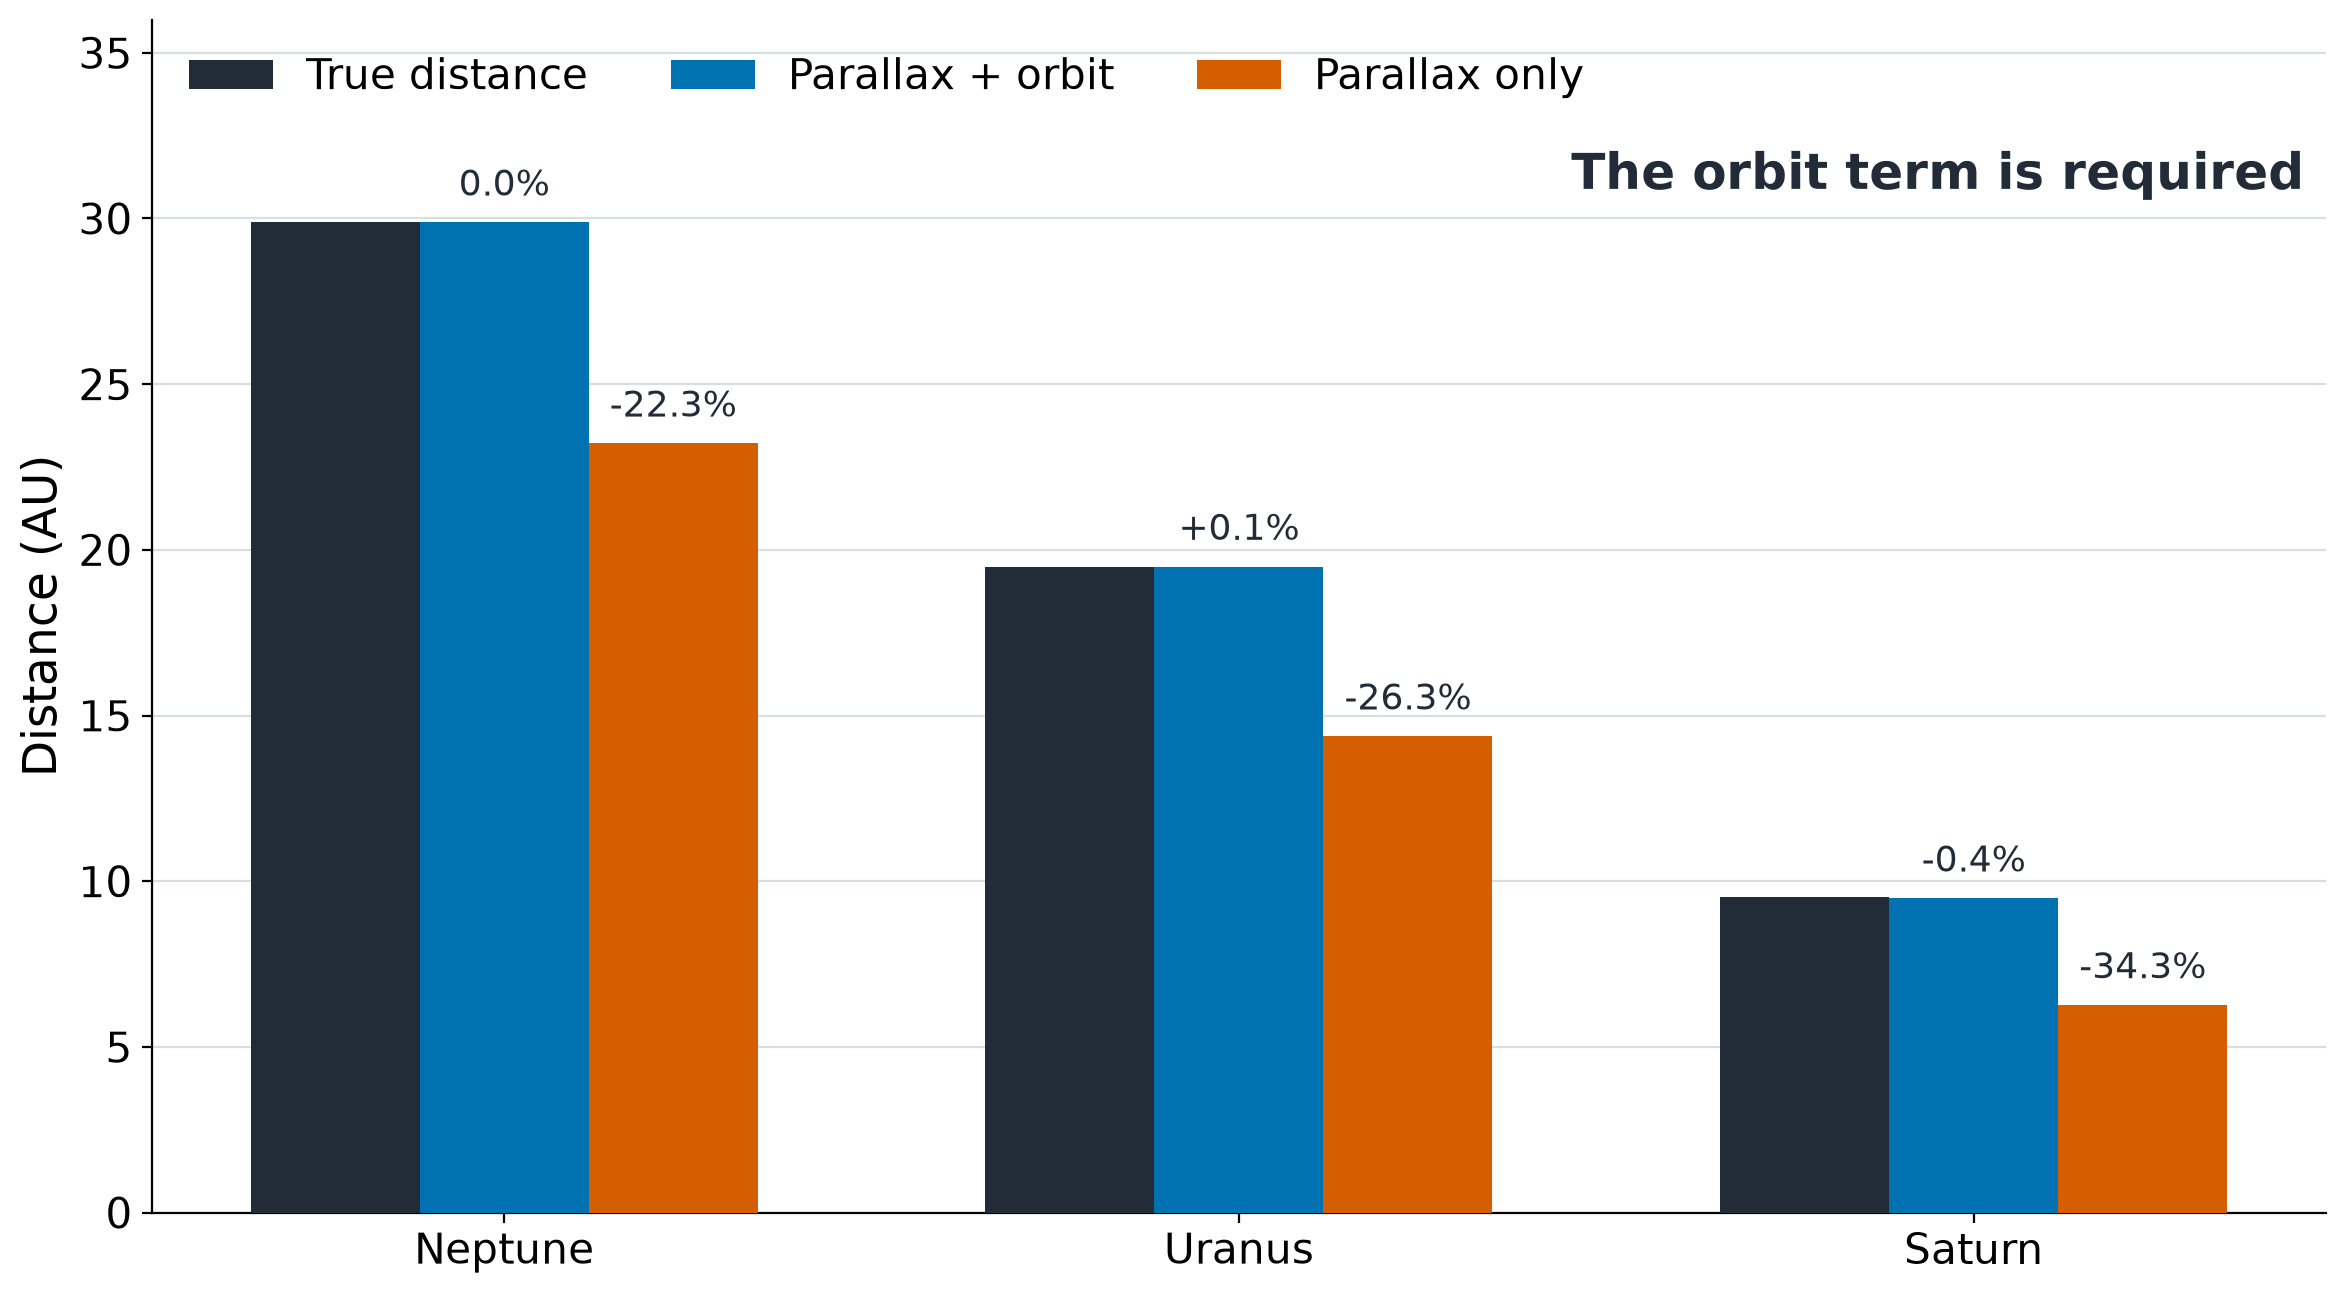 35
True distance
Parallax + orbit
Parallax only
The orbit term is required
0.0%
30
25
-22.3%
+0.1%
20
-26.3%
15
-0.4%
10
-34.3%
5
0
Distance (AU)
Neptune
Uranus
Saturn